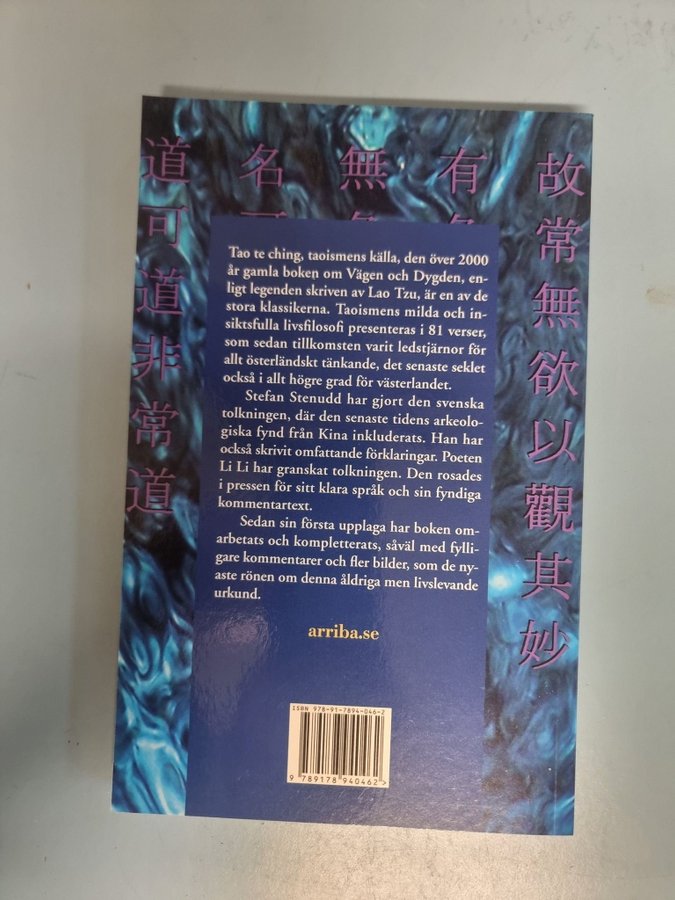 道可道非常道
名可
無名
有名
故常無欲以觀其妙
Tao te ching, taoismens källa, den över 2000
år gamla boken om Vägen och Dygden, en-
ligt legenden skriven av Lao Tzu, är en av de
stora klassikerna. Taoismens milda och in-
siktsfulla livsfilosofi presenteras i 81 verser,
som sedan tillkomsten varit ledstjärnor för
allt österländskt tänkande, det senaste seklet
också i allt högre grad för västerlandet.
Stefan Stenudd har gjort den svenska
tolkningen, där den senaste tidens arkeolo-
giska fynd från Kina inkluderats. Han har
också skrivit omfattande förklaringar. Poeten
Li Li har granskat tolkningen. Den rosades
i pressen för sitt klara språk och sin fyndiga
kommentartext.
Sedan sin första upplaga har boken om-
arbetats och kompletterats, såväl med fylli-
gare kommentarer och fler bilder, som de ny-
aste rönen om denna åldriga men livslevande
urkund.
arriba.se
ISBN 978-91-7894-046-2
9 789178 940462 >